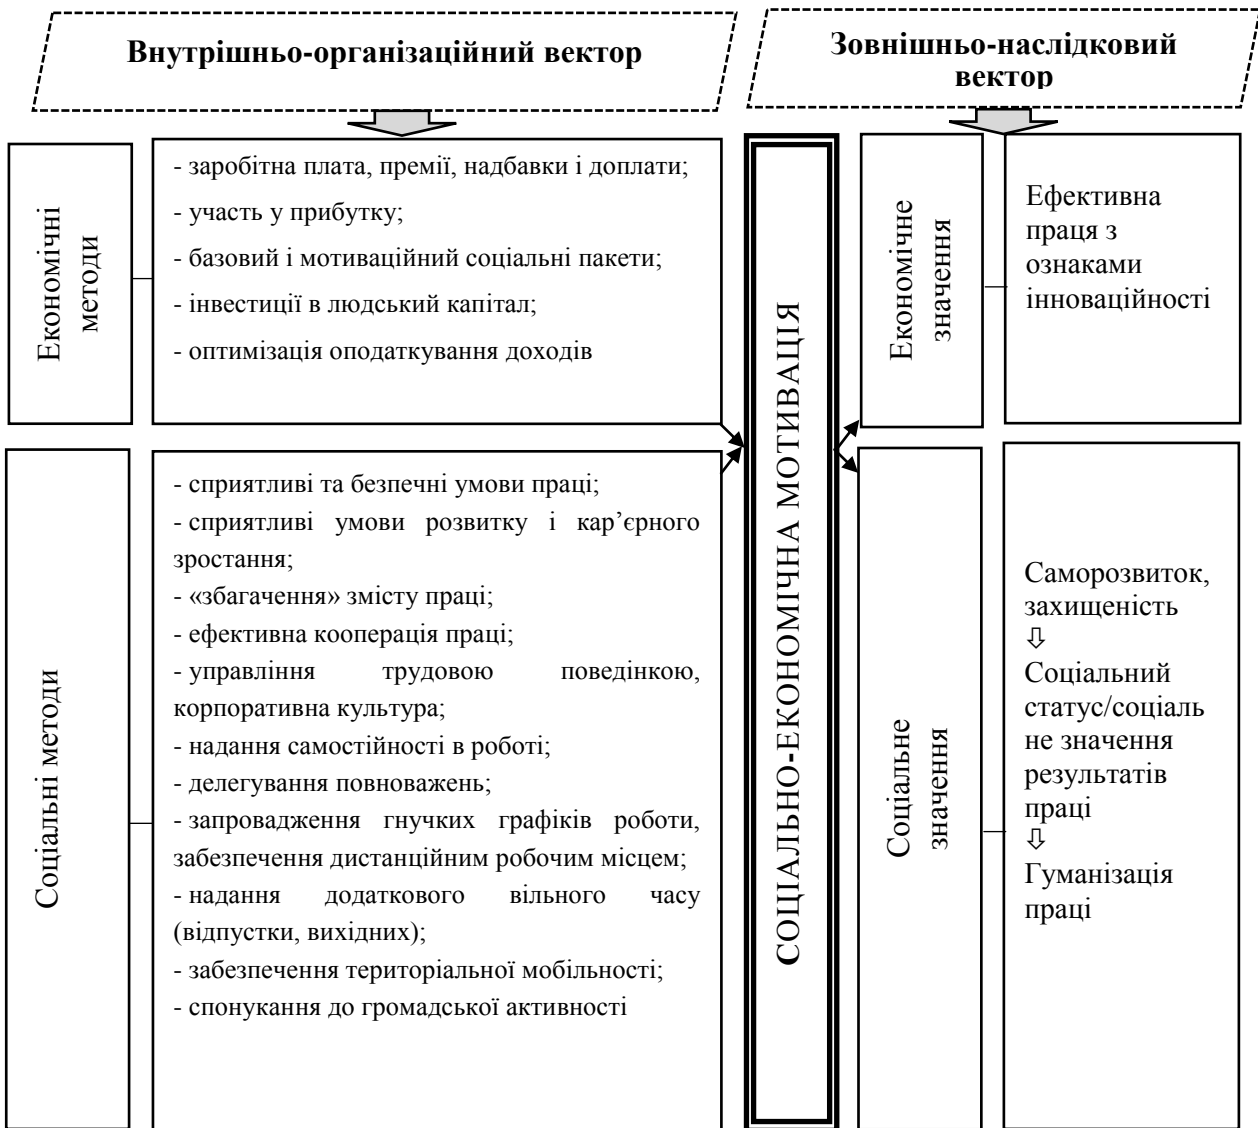 Внутрішньо-організаційний вектор
Зовнішньо-наслідковий
вектор
Економічні
методи
- заробітна плата, премії, надбавки і доплати;
- участь у прибутку;
- базовий і мотиваційний соціальні пакети;
- інвестиції в людський капітал;
- оптимізація оподаткування доходів
Соціальні методи
- сприятливі та безпечні умови праці;
- сприятливі умови розвитку і кар’єрного
зростання;
- «збагачення» змісту праці;
- ефективна кооперація праці;
- управління трудовою поведінкою,
корпоративна культура;
- надання самостійності в роботі;
- делегування повноважень;
- запровадження гнучких графіків роботи,
забезпечення дистанційним робочим місцем;
- надання додаткового вільного часу
(відпустки, вихідних);
- забезпечення територіальної мобільності;
- спонукання до громадської активності
СОЦІАЛЬНО-ЕКОНОМІЧНА МОТИВАЦІЯ
Економічне
значення
Ефективна
праця з
ознаками
інноваційності
Соціальне
значення
Саморозвиток,
захищеність
⇩
Соціальний
статус/соціаль
не значення
результатів
праці
⇩
Гуманізація
праці